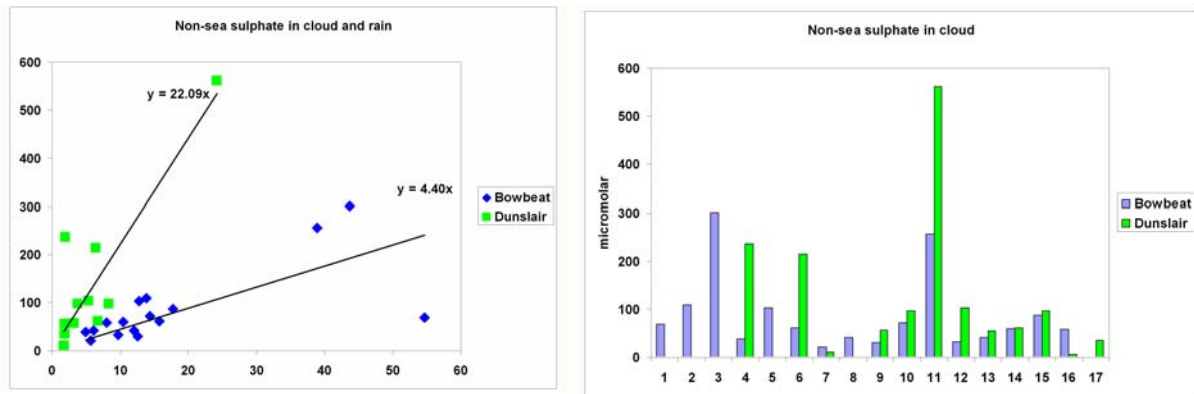 Non-sea sulphate in cloud and rain
600
500
400
300
200
100
0
0 10 20 30 40 50 60
y = 22.09x
y = 4.40x
Bowbeat
Dunslair
Non-sea sulphate in cloud
micromolar
600
500
400
300
200
100
0
1 2 3 4 5 6 7 8 9 10 11 12 13 14 15 16 17
Bowbeat
Dunslair